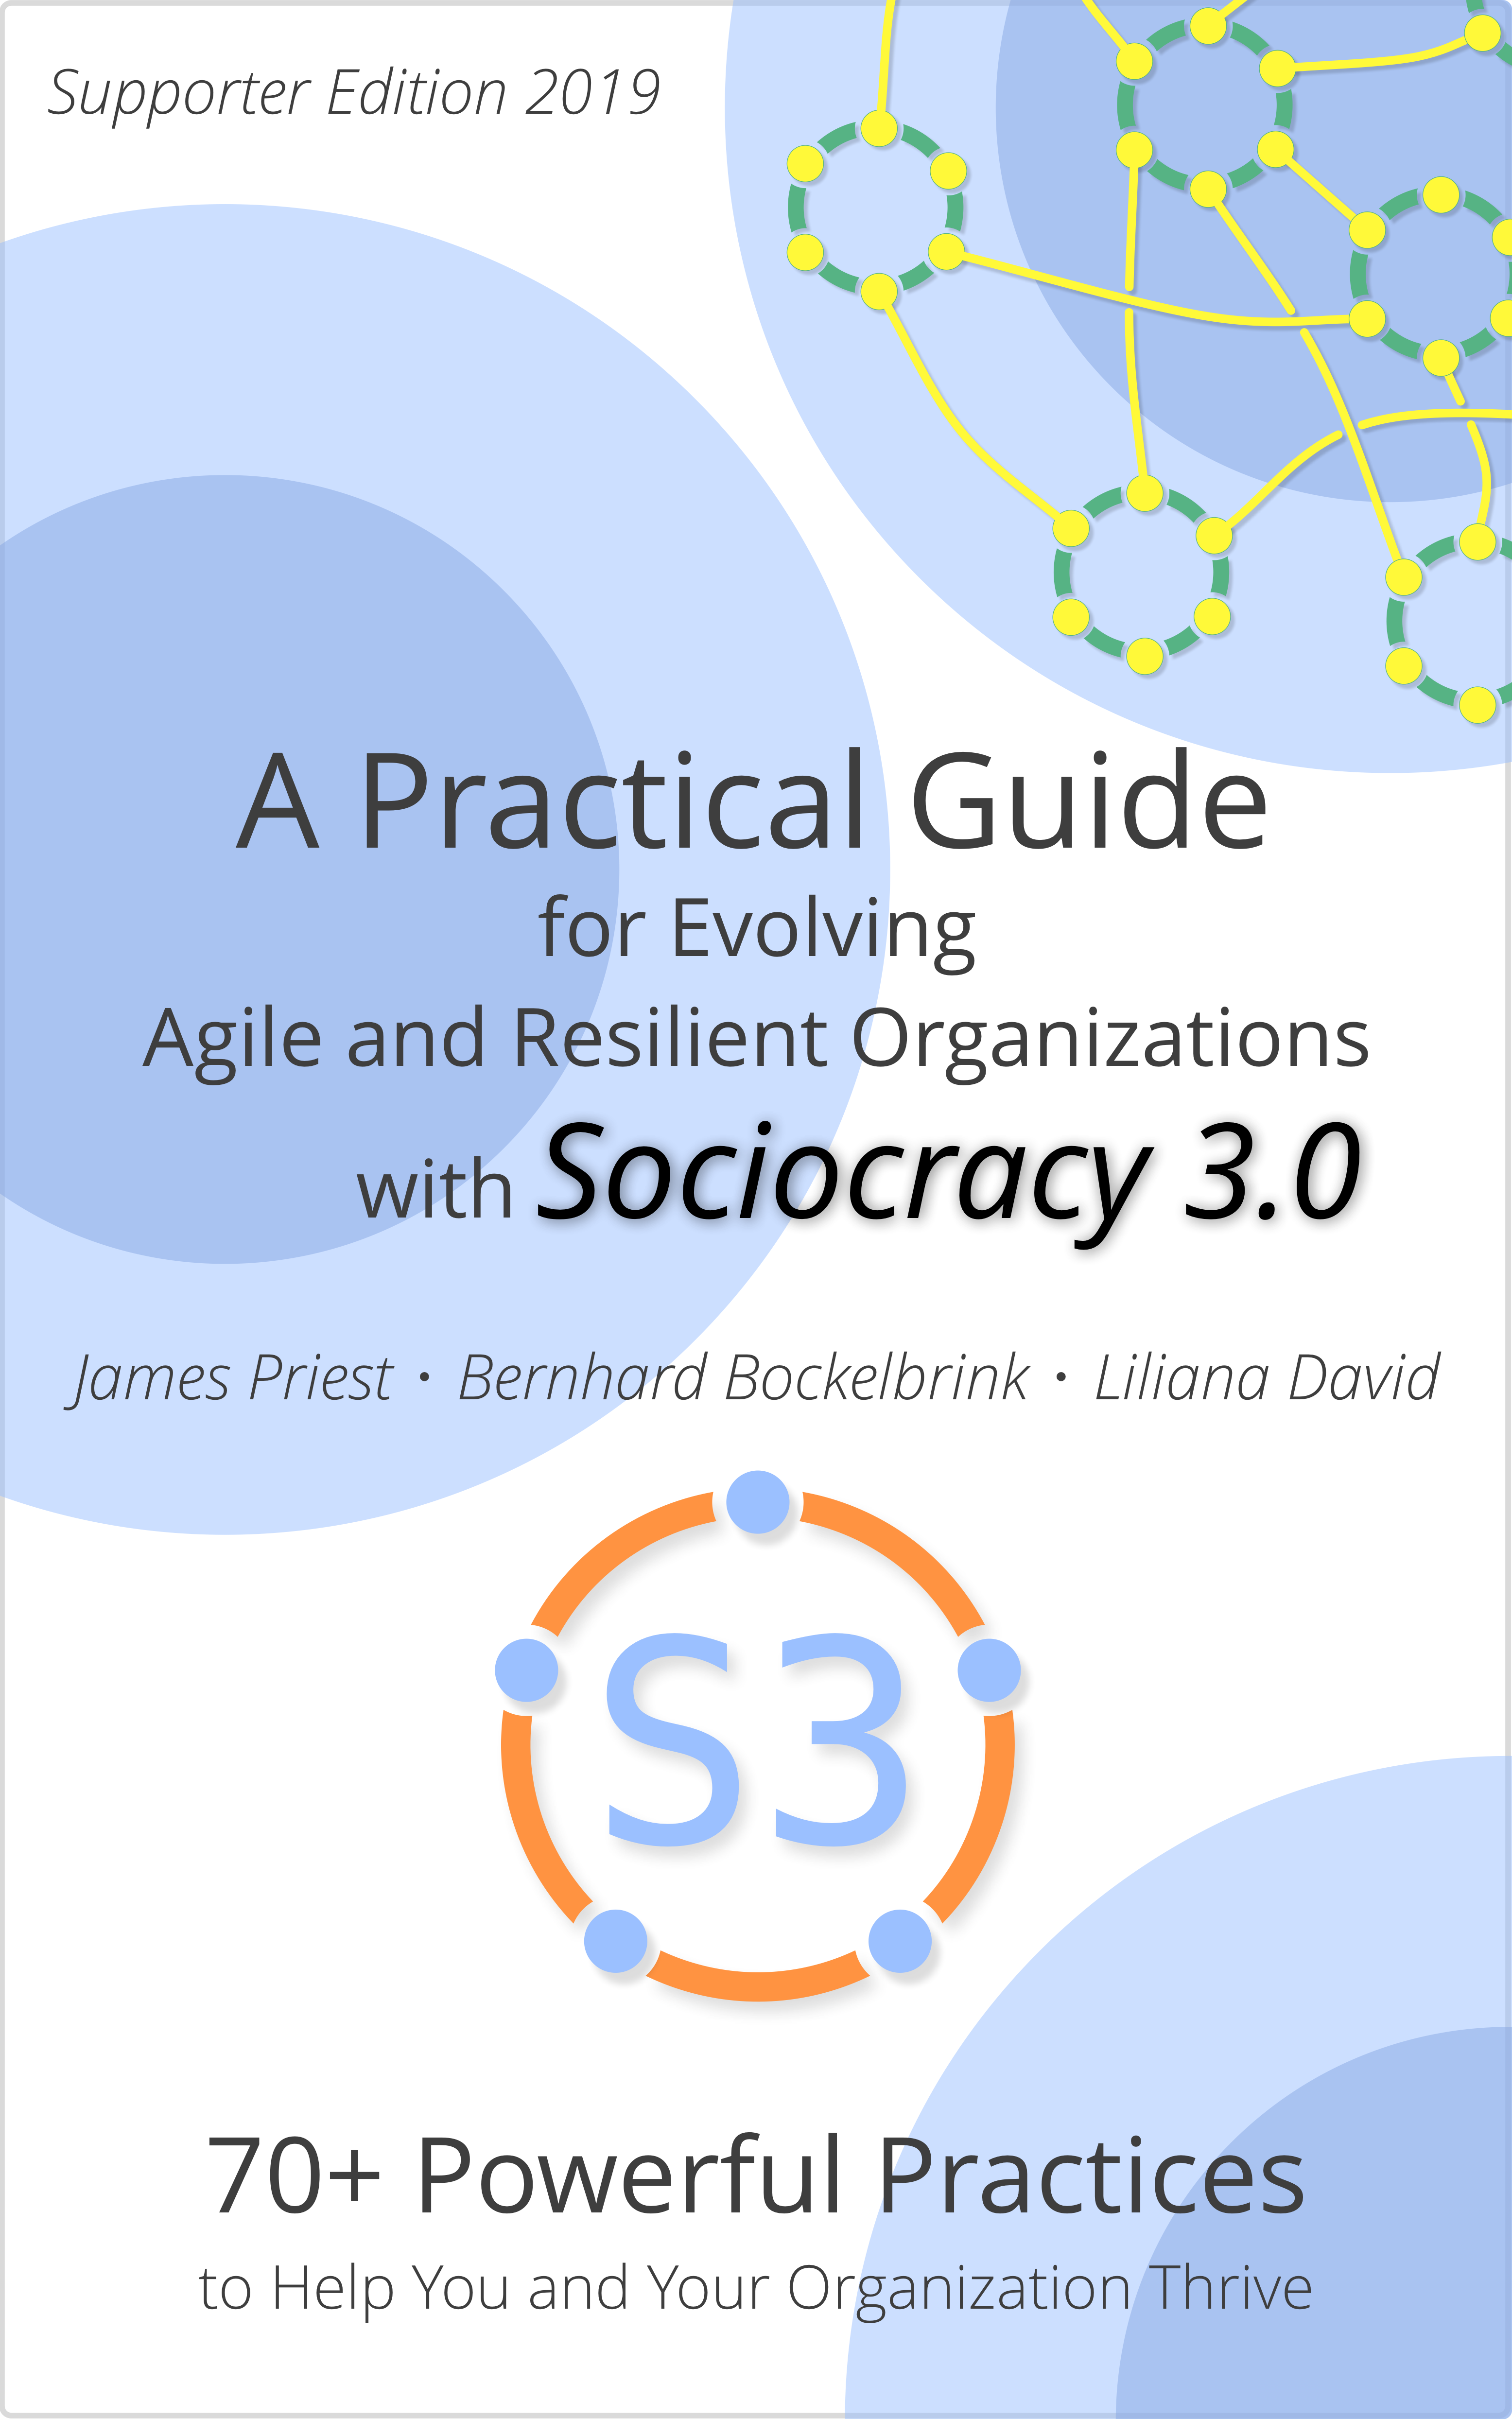 Supporter Edition 2019
A Practical Guide
for Evolving
Agile and Resilient Organizations
with Sociocracy 3.0
James Priest · Bernhard Bockelbrink · Liliana David
S3
70+ Powerful Practices
to Help You and Your Organization Thrive